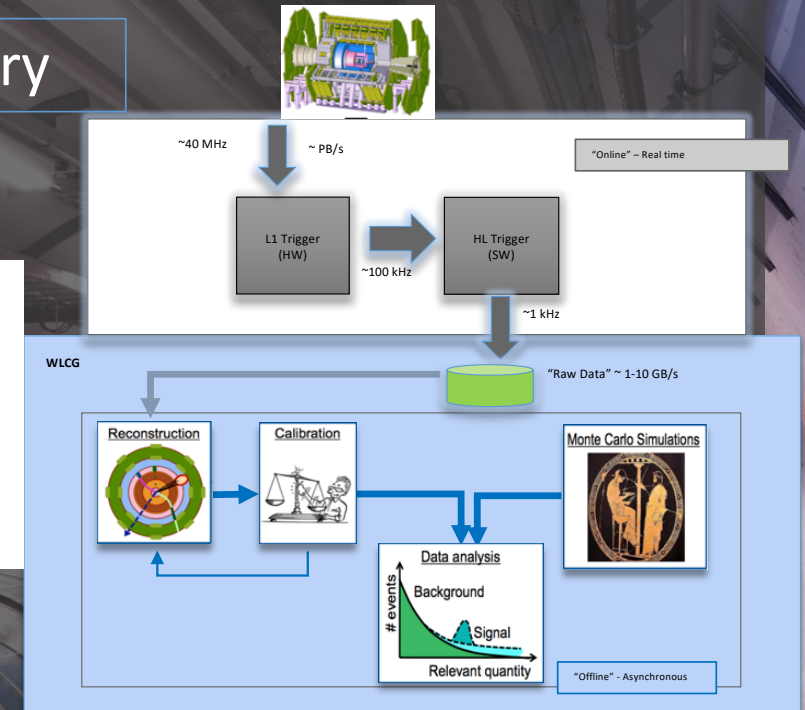 ry
~40 MHz
~ PB/s
"Online" – Real time
L1 Trigger
(HW)
~100 kHz
HL Trigger
(SW)
~1 kHz
WLCG
"Raw Data" ~ 1-10 GB/s
Reconstruction
Calibration
Monte Carlo Simulations
Data analysis
# events
Background
Signal
Relevant quantity
"Offline" - Asynchronous